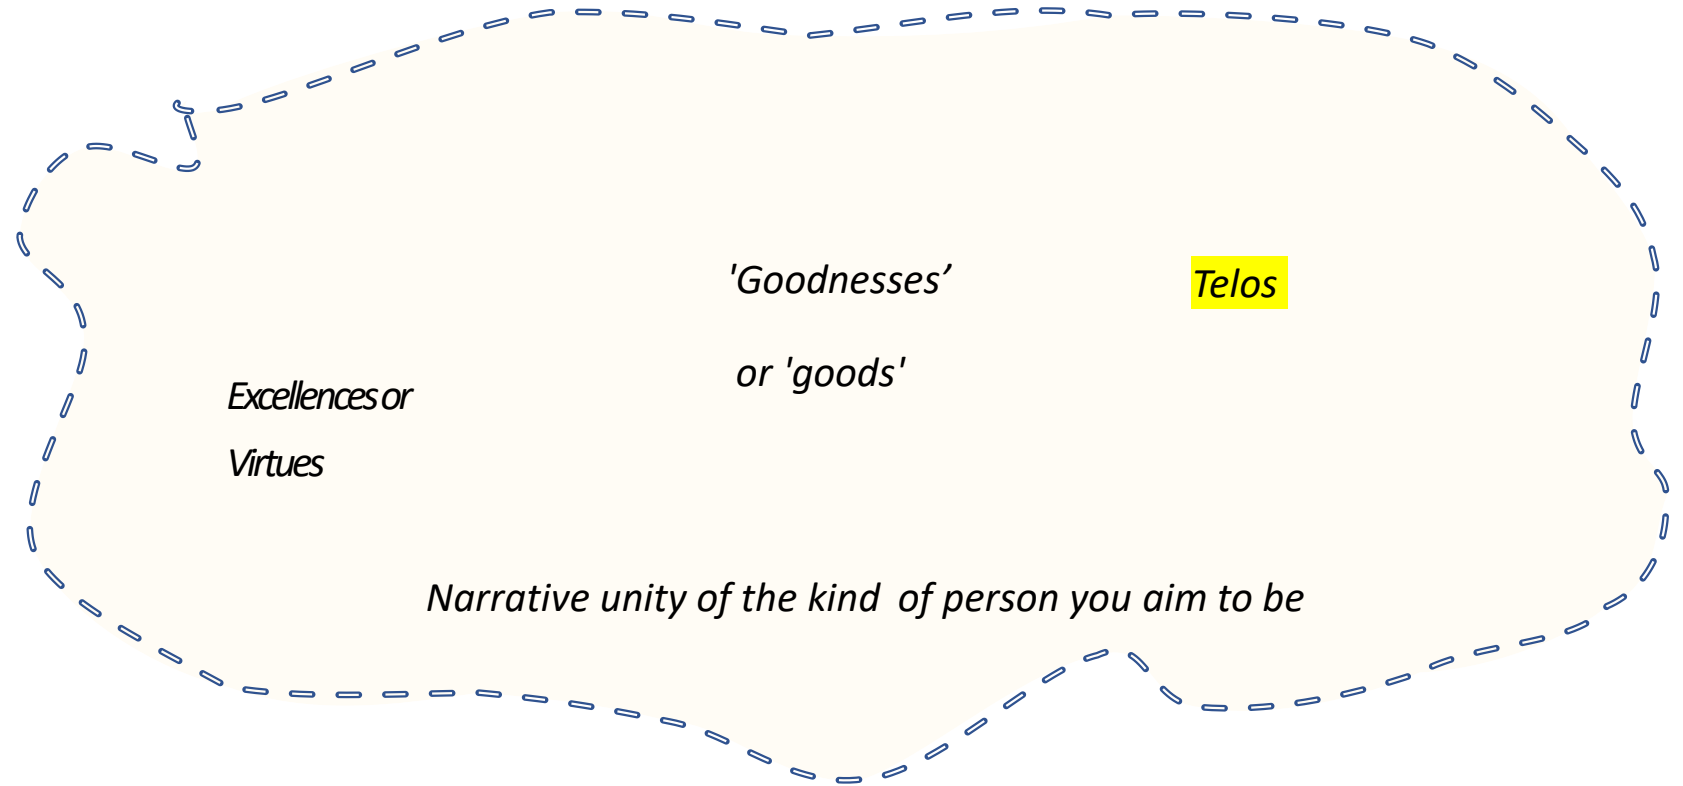 'Goodnesses’
or 'goods'
Telos
Excellences or
Virtues
Narrative unity of the kind of person you aim to be